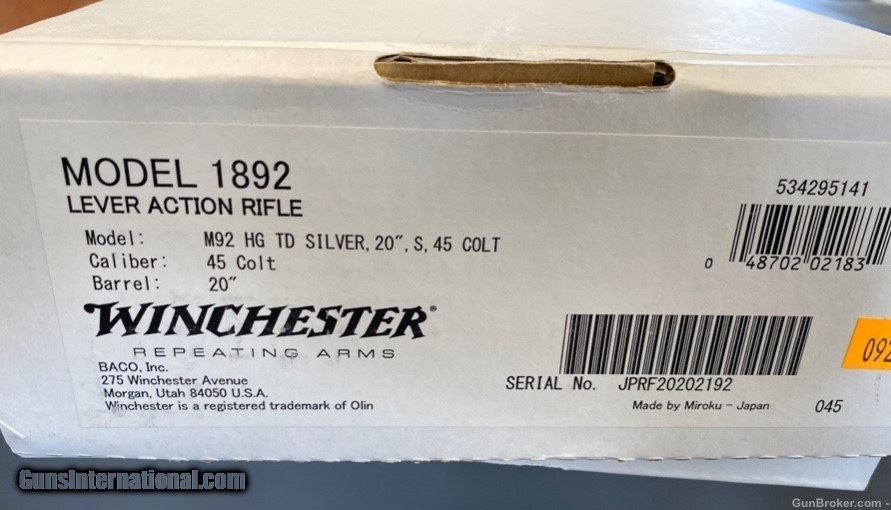 MODEL 1892
LEVER ACTION RIFLE
Model: M92 HG TD SILVER, 20", S, 45 COLT
Caliber: 45 Colt
Barrel: 20"
WINCHESTER®
REPEATING ARMS
BACO, Inc.
275 Winchester Avenue
Morgan, Utah 84050 U.S.A.
Winchester is a registered trademark of Olin
534295141
0 48702 02183
SERIAL No. JPRF20202192
Made by Miroku - Japan 045
092
GunsInternational.com
GunBroker.com